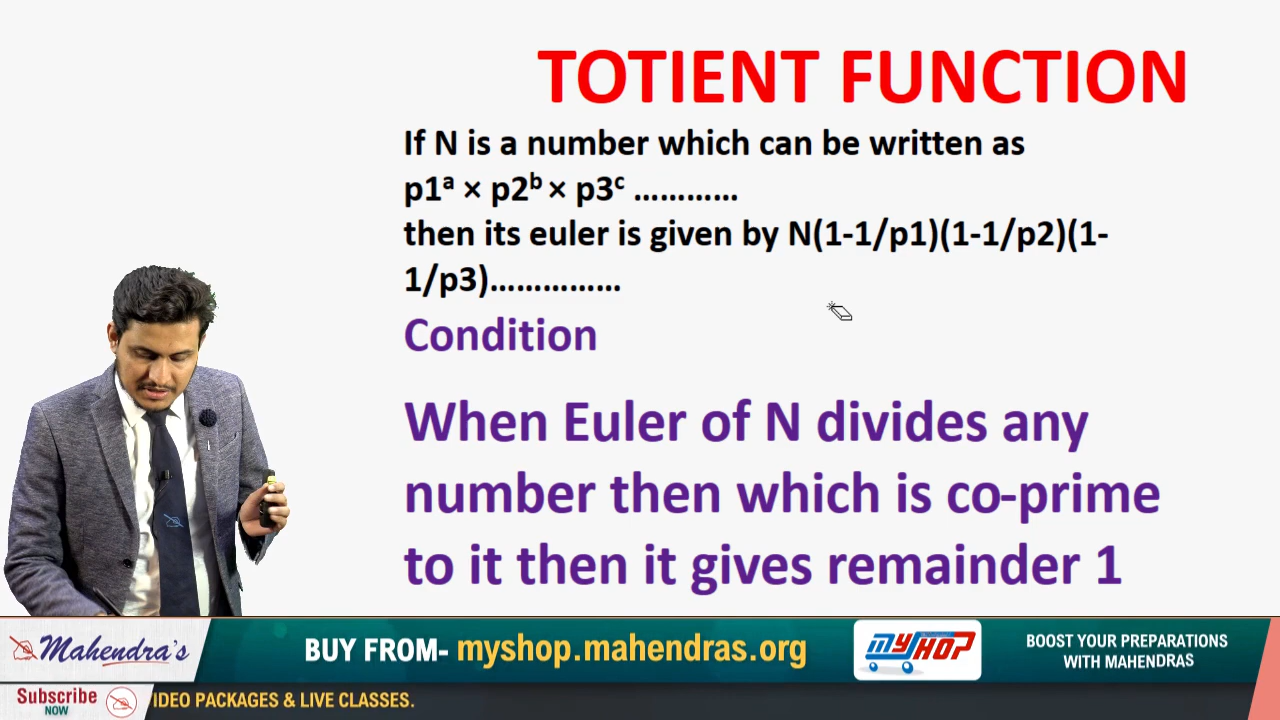 TOTIENT FUNCTION
If N is a number which can be written as
p1ᵃ × p2ᵇ × p3ᶜ …………
then its euler is given by N(1-1/p1)(1-1/p2)(1-
1/p3)……………
Condition
When Euler of N divides any
number then which is co-prime
to it then it gives remainder 1
Mahendra's
BUY FROM- myshop.mahendras.org
MYSHOP
BOOST YOUR PREPARATIONS
WITH MAHENDRAS
Subscribe
NOW
IDEO PACKAGES & LIVE CLASSES.